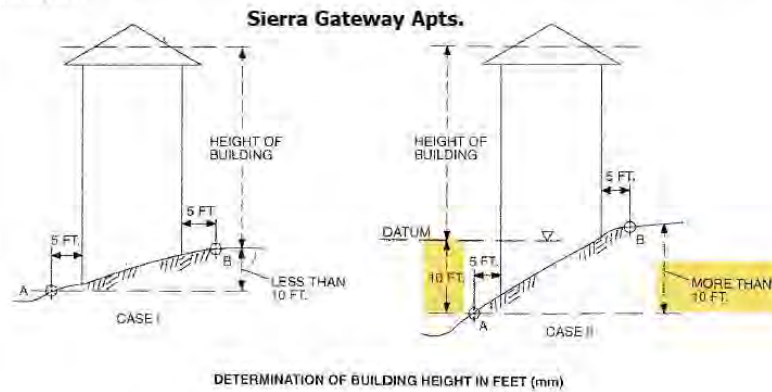 Sierra Gateway Apts.
HEIGHT OF
BUILDING
5 FT.
5 FT
A
B
LESS THAN
10 FT.
CASE I
HEIGHT OF
BUILDING
5 FT.
DATUM
10 FT.
5 FT.
A
B
MORE THAN
10 FT.
CASE II
DETERMINATION OF BUILDING HEIGHT IN FEET (mm)